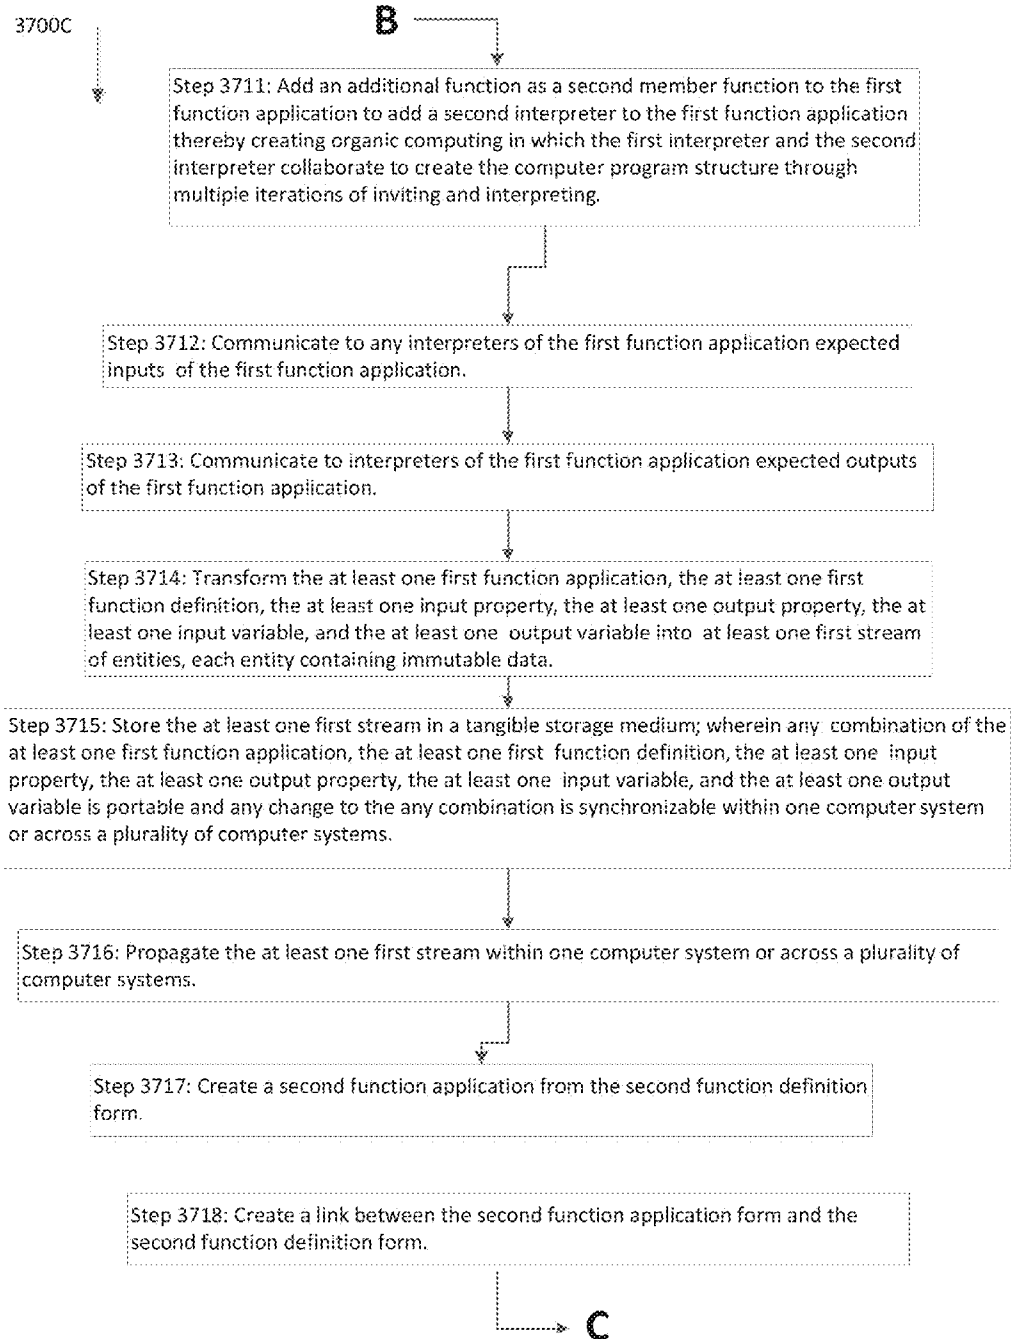 3700C
B
Step 3711: Add an additional function as a second member function to the first
function application to add a second interpreter to the first function application
thereby creating organic computing in which the first interpreter and the second
interpreter collaborate to create the computer program structure through
multiple iterations of inviting and interpreting.
Step 3712: Communicate to any interpreters of the first function application expected
inputs of the first function application.
Step 3713: Communicate to interpreters of the first function application expected outputs
of the first function application.
Step 3714: Transform the at least one first function application, the at least one first
function definition, the at least one input property, the at least one output property, the at
least one input variable, and the at least one output variable into at least one first stream
of entities, each entity containing immutable data.
Step 3715: Store the at least one first stream in a tangible storage medium; wherein any combination of the
at least one first function application, the at least one first function definition, the at least one input
property, the at least one output property, the at least one input variable, and the at least one output
variable is portable and any change to the any combination is synchronizable within one computer system
or across a plurality of computer systems.
Step 3716: Propagate the at least one first stream within one computer system or across a plurality of
computer systems.
Step 3717: Create a second function application from the second function definition
form.
Step 3718: Create a link between the second function application form and the
second function definition form.
C